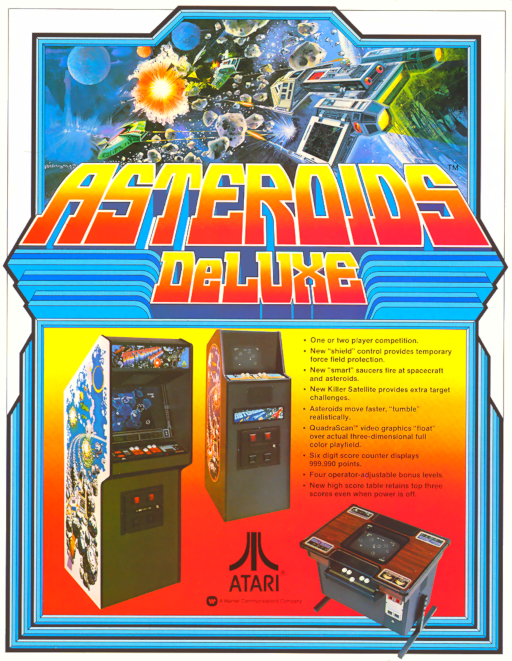 ASTEROIDS
TM
DeLUXE
• One or two player competition.
• New "shield" control provides temporary
force field protection.
• New "smart" saucers fire at spacecraft
and asteroids.
• New Killer Satellite provides extra target
challenges.
• Asteroids move faster, "tumble"
realistically.
• QuadraScan™ video graphics "float"
over actual three-dimensional full
color playfield.
• Six digit score counter displays
999,990 points.
• Four operator-adjustable bonus levels.
• New high score table retains top three
scores even when power is off.
ATARI®
A Warner Communications Company